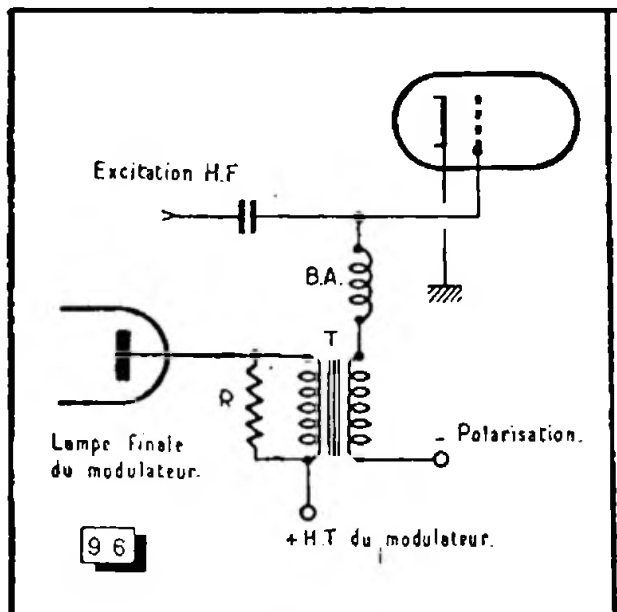 Excitation H.F
B.A.
T
R
Lampe finale
du modulateur.
- Polarisation.
+ H.T du modulateur.
96